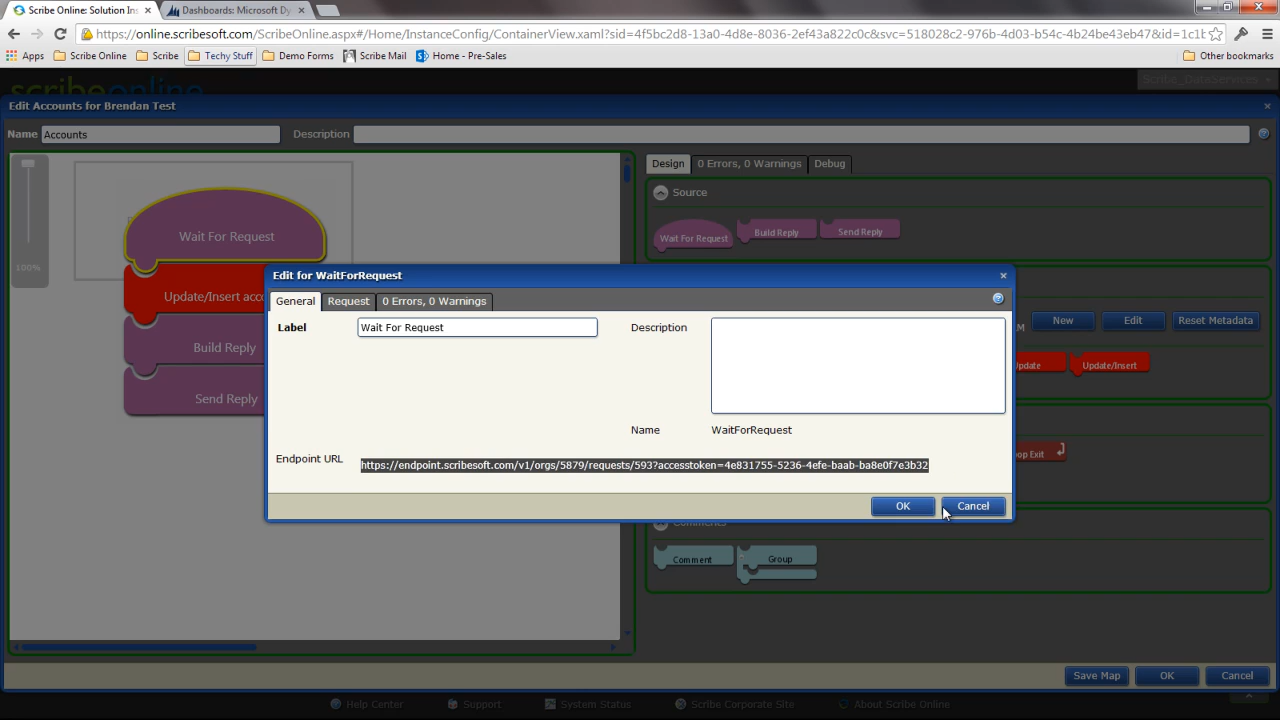 Scribe Online: Solution Ins
Dashboards: Microsoft Dy
https://online.scribesoft.com/ScribeOnline.aspx#/Home/InstanceConfig/ContainerView.xaml?sid=4f5bc2d8-13a0-4d8e-8036-2ef43a822c0c&svc=518028c2-976b-4d03-b54c-4b24be43eb47&id=1c1b
Apps Scribe Online Scribe Techy Stuff Demo Forms Scribe Mail Home - Pre-Sales Other bookmarks
scribeonline
Edit Accounts for Brendan Test
Name Accounts Description
Design 0 Errors, 0 Warnings Debug
Source
Wait For Request Build Reply Send Reply
100%
Wait For Request
Update/Insert acco
Build Reply
Send Reply
New Edit Reset Metadata
Update/Insert
Edit for WaitForRequest
General Request 0 Errors, 0 Warnings
Label Wait For Request Description
Name WaitForRequest
Endpoint URL https://endpoint.scribesoft.com/v1/orgs/5879/requests/593?accesstoken=4e831755-5236-4efe-baab-ba8e0f7e3b32
OK Cancel
Comments
Comment Group
Save Map OK Cancel
Help Center Support System Status Scribe Corporate Site About Scribe Online